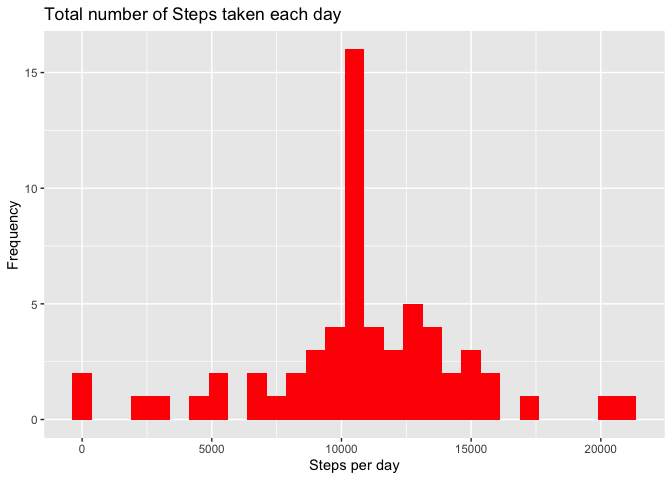 Total number of Steps taken each day
15
10
5
0
Frequency
0 5000 10000 15000 20000
Steps per day